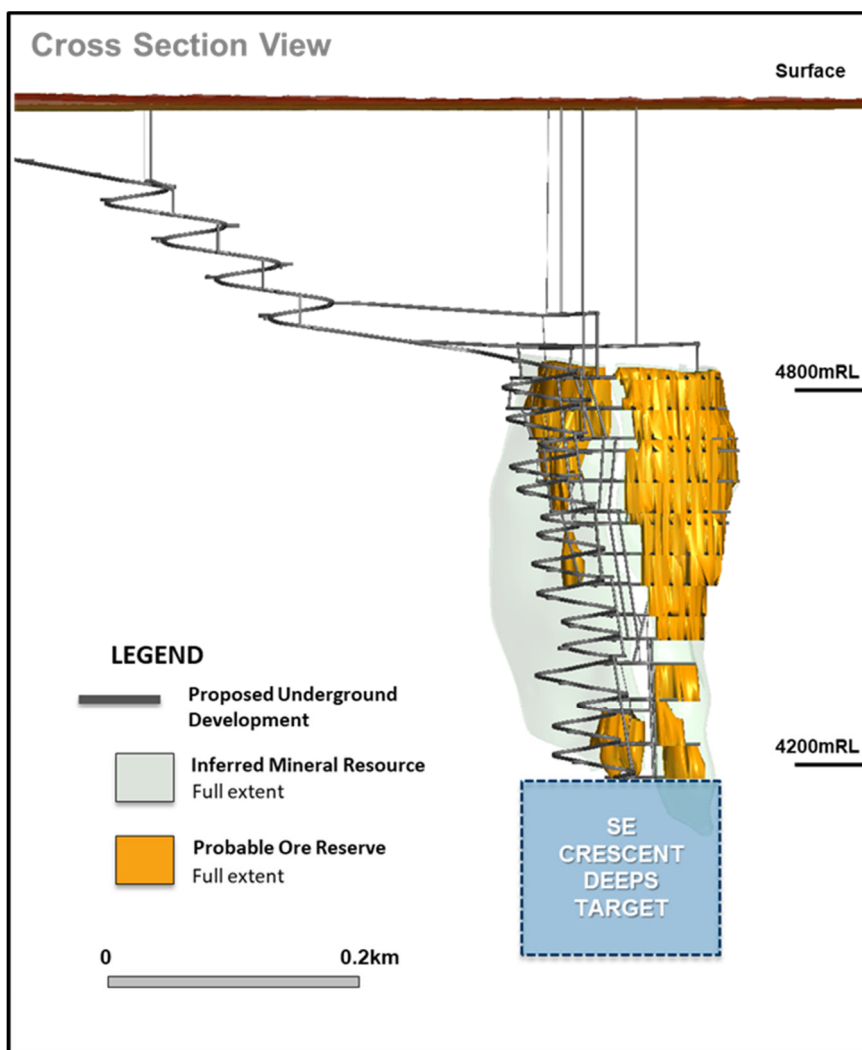 Cross Section View
Surface
4800mRL
LEGEND
Proposed Underground
Development
Inferred Mineral Resource
Full extent
4200mRL
Probable Ore Reserve
Full extent
SE
CRESCENT
DEEPS
TARGET
0 0.2km